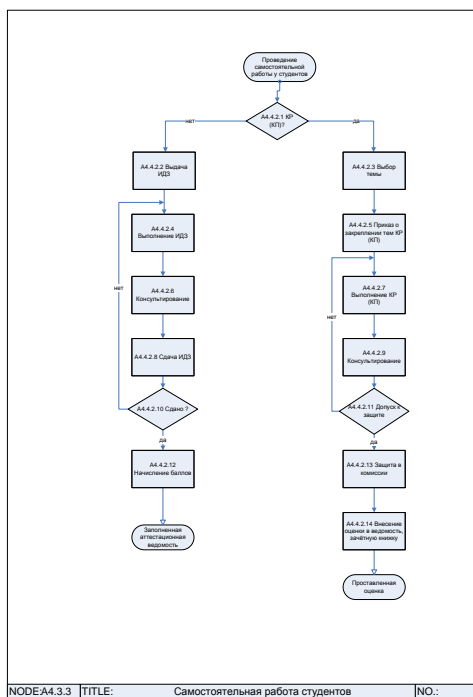 Проведение
самостоятельной
работы у студентов
А4.4.2.1 КР
(КП)?
нет
да
А4.4.2.2 Выдача
ИДЗ
А4.4.2.3 Выбор
темы
А4.4.2.4
Выполнение ИДЗ
А4.4.2.5 Приказ о
закреплении тем КР
(КП)
нет
А4.4.2.6
Консультирование
А4.4.2.7
Выполнение КР
(КП)
нет
А4.4.2.8 Сдача ИДЗ
А4.4.2.9
Консультирование
А4.4.2.10 Сдано ?
А4.4.2.11 Допуск к
защите
да
да
А4.4.2.12
Начисление баллов
А4.4.2.13 Защита в
комиссии
Заполненная
аттестационная
ведомость
А4.4.2.14 Внесение
оценки в ведомость,
зачётную книжку
Проставленная
оценка
NODE:А4.3.3 TITLE: Самостоятельная работа студентов NO.: